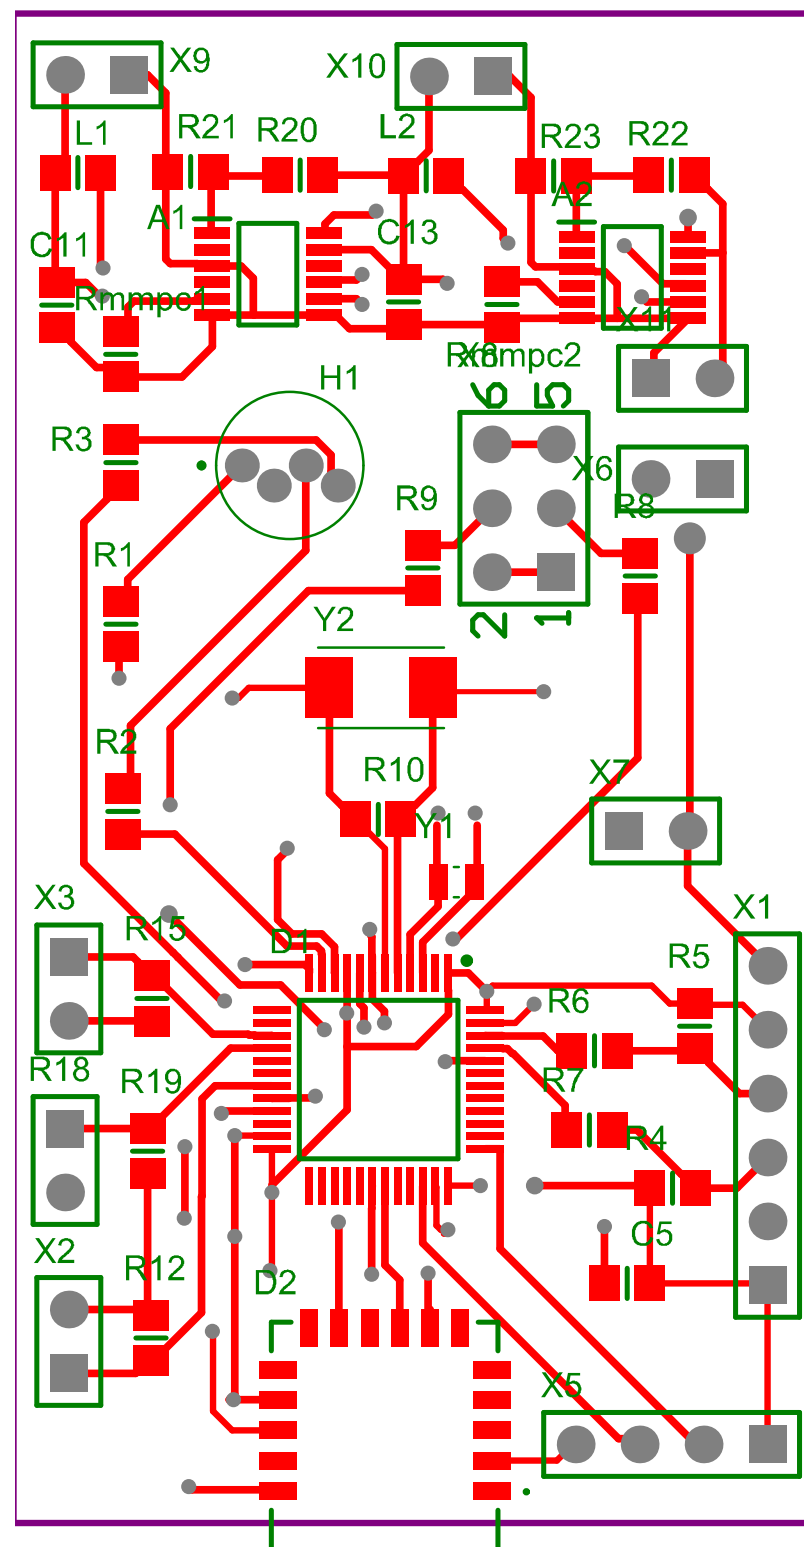 X9
X10
L1
R21
R20
L2
R23
R22
A1
A2
C11
C13
Rmmpc1
X11
Rmmpc2
X8
H1
6
5
R3
X6
R9
R8
R1
2
1
Y2
R2
R10
X7
Y1
X3
R15
D1
X1
R5
R6
R18
R19
R7
R4
X2
R12
D2
C5
X5